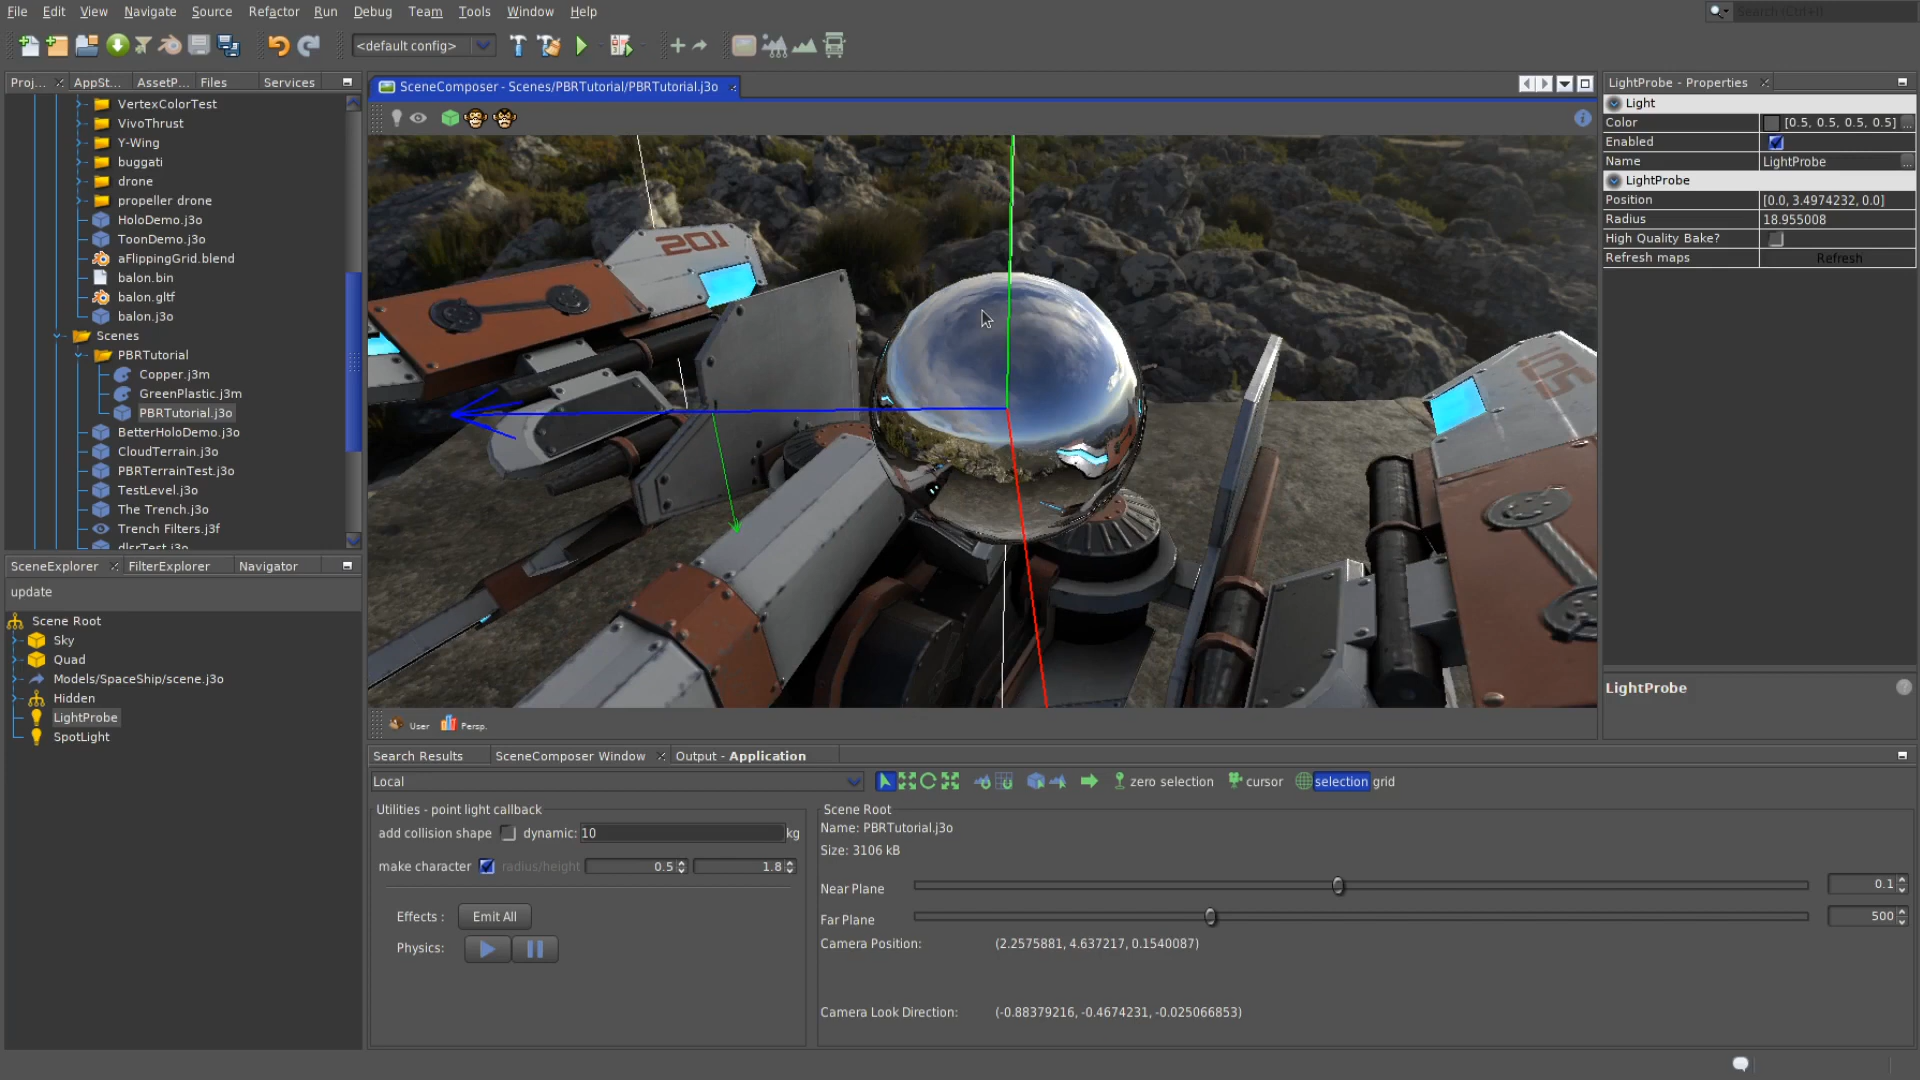 File Edit View Navigate Source Refactor Run Debug Team Tools Window Help
Search (Ctrl+I)
<default config>
Proj... AppSt... AssetP... Files Services
VertexColorTest
VivoThrust
Y-Wing
buggati
drone
propeller drone
HoloDemo.j3o
ToonDemo.j3o
aFlippingGrid.blend
balon.bin
balon.gltf
balon.j3o
Scenes
PBRTutorial
Copper.j3m
GreenPlastic.j3m
PBRTutorial.j3o
BetterHoloDemo.j3o
CloudTerrain.j3o
PBRTerrainTest.j3o
TestLevel.j3o
The Trench.j3o
Trench Filters.j3f
dlsrTest.j3o
SceneExplorer FilterExplorer Navigator
update
Scene Root
Sky
Quad
Models/SpaceShip/scene.j3o
Hidden
LightProbe
SpotLight
SceneComposer - Scenes/PBRTutorial/PBRTutorial.j3o
201
105
User Persp.
Search Results SceneComposer Window Output - Application
Local
zero selection cursor selection grid
Utilities - point light callback
add collision shape dynamic: 10 kg
make character radius/height 0.5 1.8
Effects : Emit All
Physics:
Scene Root
Name: PBRTutorial.j3o
Size: 3106 kB
Near Plane 0.1
Far Plane 500
Camera Position: (2.2575881, 4.637217, 0.1540087)
Camera Look Direction: (-0.88379216, -0.4674231, -0.025066853)
LightProbe - Properties
Light
Color [0.5, 0.5, 0.5, 0.5] ...
Enabled
Name LightProbe ...
LightProbe
Position [0.0, 3.4974232, 0.0]
Radius 18.955008
High Quality Bake?
Refresh maps Refresh
LightProbe